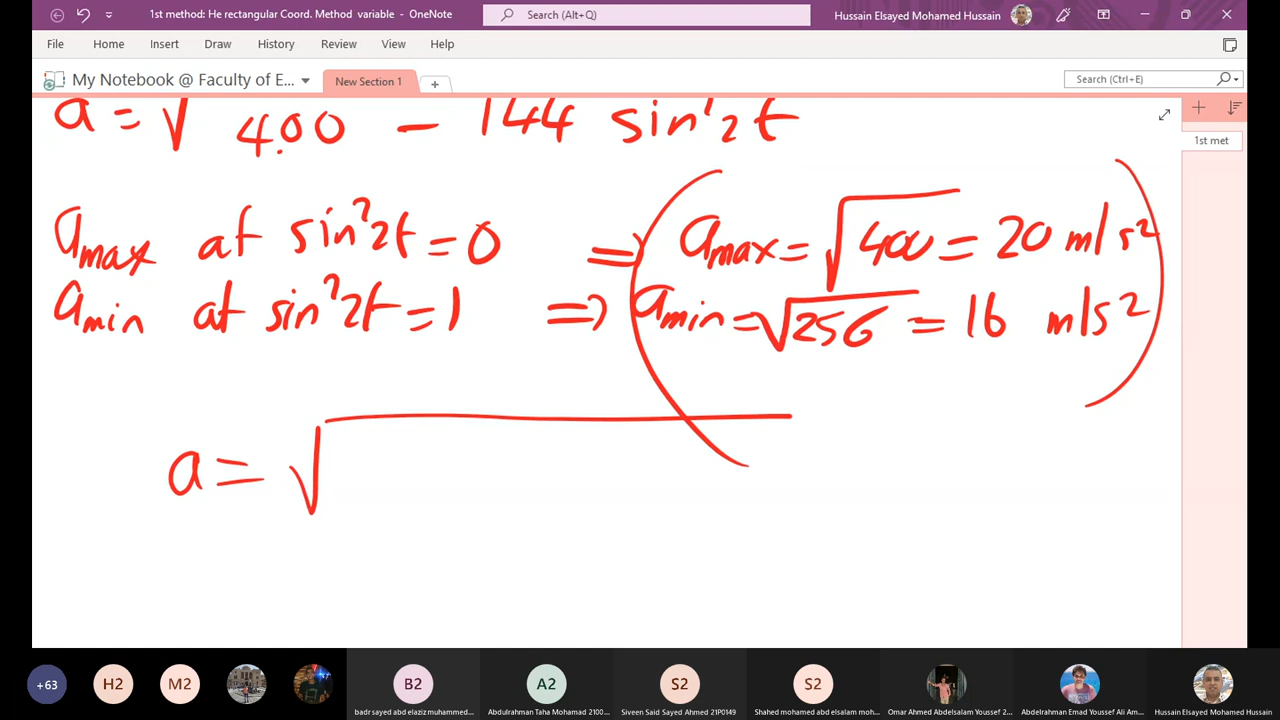 1st method: He rectangular Coord. Method variable - OneNote
Search (Alt+Q)
Hussain Elsayed Mohamed Hussain
File Home Insert Draw History Review View Help
My Notebook @ Faculty of E...
New Section 1
Search (Ctrl+E)
1st met
a = √ 400 - 144 sin²2t
amax at sin²2t = 0 => amax = √400 = 20 m/s²
amin at sin²2t = 1 => amin = √256 = 16 m/s²
a = √
+63
H2
M2
B2
A2
S2
S2
badr sayed abd elaziz muhammed...
Abdulrahman Taha Mohamad 2100...
Siveen Said Sayed Ahmed 21P0149
Shahed mohamed abd elsalam moh...
Omar Ahmed Abdelsalam Youssef 2...
Abdelrahman Emad Youssef Ali Am...
Hussain Elsayed Mohamed Hussain